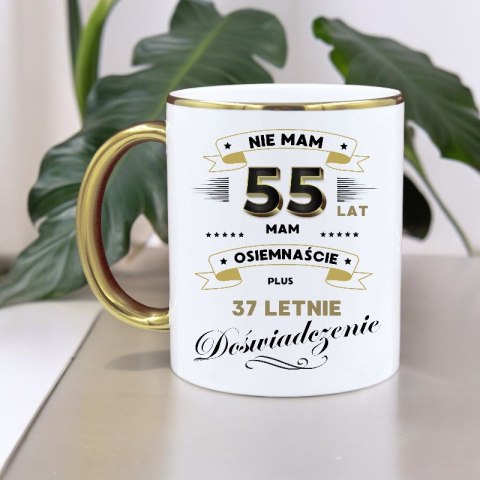 NIE MAM
55
LAT
MAM
OSIEMNAŚCIE
PLUS
37 LETNIE
Doświadczenie